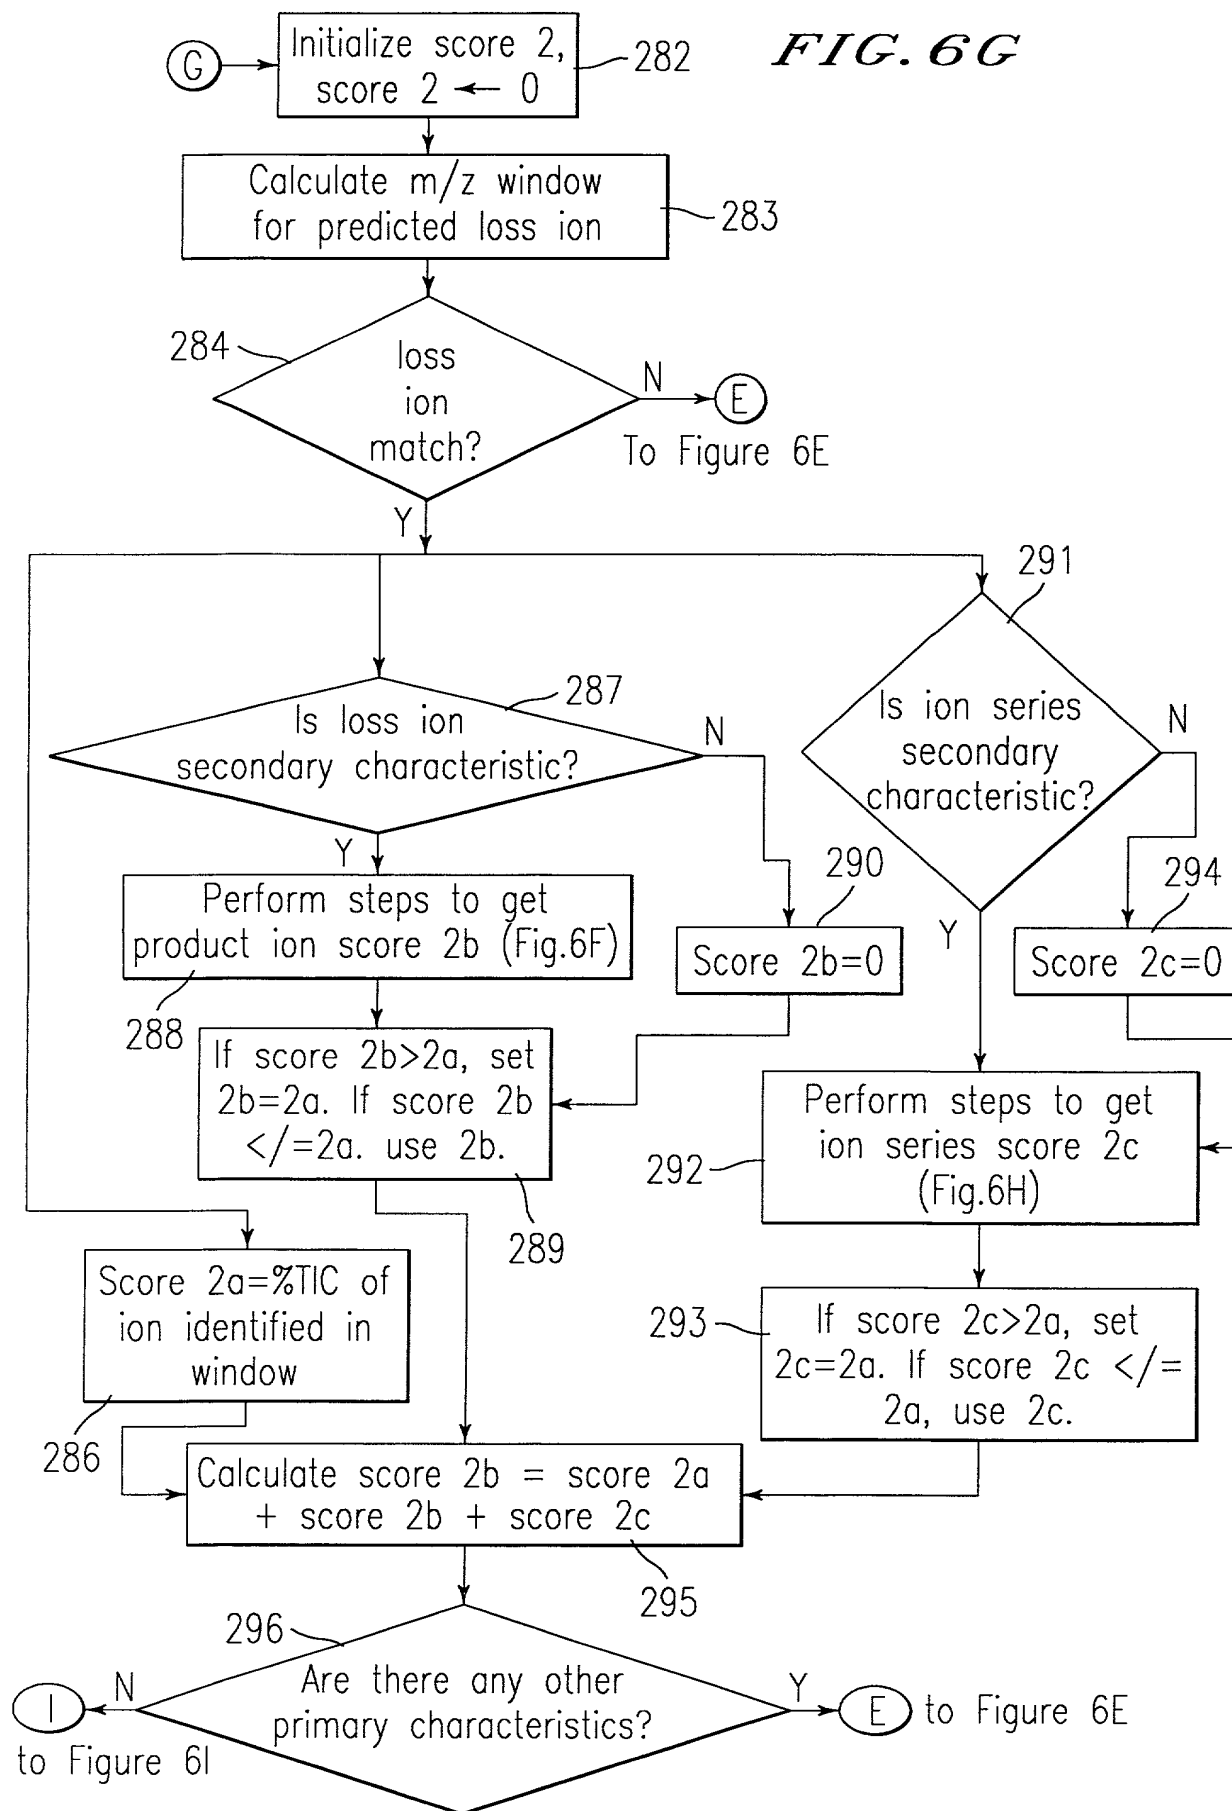 FIG. 6G
G
Initialize score 2,
score 2 ← 0
282
Calculate m/z window
for predicted loss ion
283
284
loss
ion
match?
N
E
To Figure 6E
Y
291
287
Is loss ion
secondary characteristic?
N
Is ion series
secondary
characteristic?
N
Y
290
294
Perform steps to get
product ion score 2b (Fig.6F)
288
Score 2b=0
Y
Score 2c=0
If score 2b>2a, set
2b=2a. If score 2b
</=2a. use 2b.
289
Perform steps to get
ion series score 2c
(Fig.6H)
292
Score 2a=%TIC of
ion identified in
window
286
293
If score 2c>2a, set
2c=2a. If score 2c </=
2a, use 2c.
Calculate score 2b = score 2a
+ score 2b + score 2c
295
296
Are there any other
primary characteristics?
N
I
to Figure 6I
Y
E
to Figure 6E